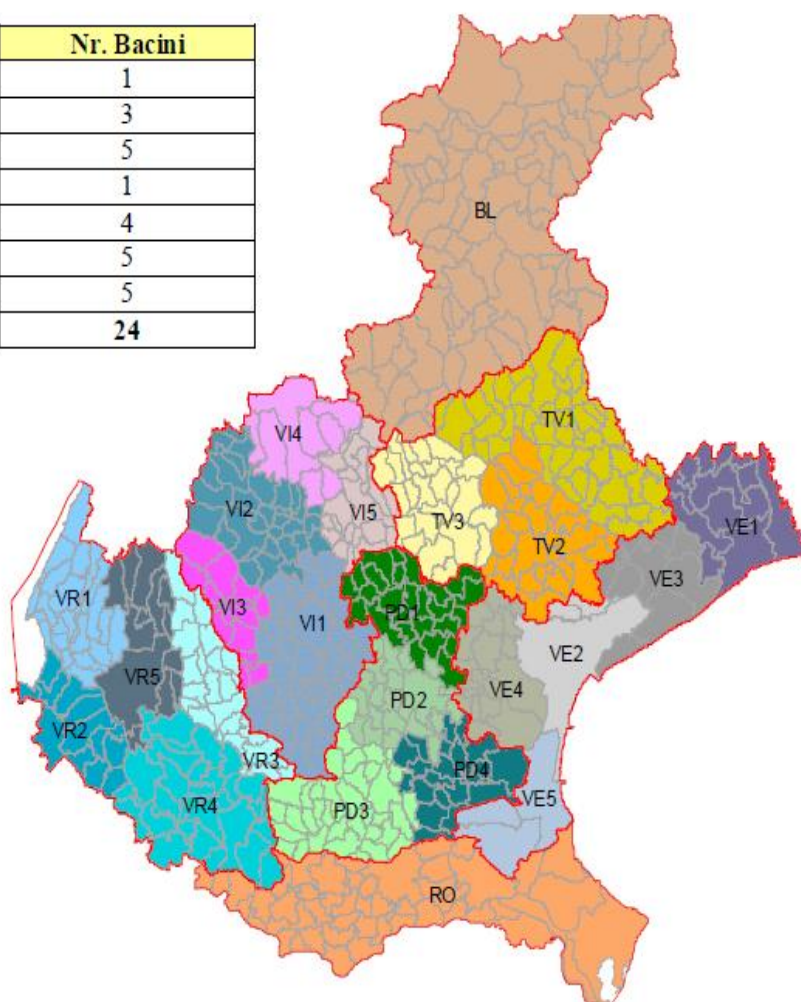 Nr. Bacini
1
3
5
1
4
5
5
24
BL
TV1
VI4
VI2
VI5
TV3
TV2
VE1
VE3
VR1
VI3
VI1
PD1
VE2
VR5
PD2
VE4
VR2
VR3
PD4
VR4
PD3
VE5
RO